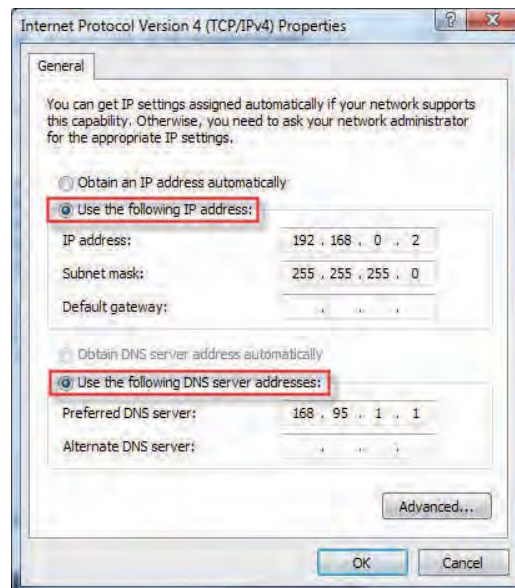 Internet Protocol Version 4 (TCP/IPv4) Properties
General
You can get IP settings assigned automatically if your network supports
this capability. Otherwise, you need to ask your network administrator
for the appropriate IP settings.
Obtain an IP address automatically
Use the following IP address:
IP address: 192 . 168 . 0 . 2
Subnet mask: 255 . 255 . 255 . 0
Default gateway: . . .
Obtain DNS server address automatically
Use the following DNS server addresses:
Preferred DNS server: 168 . 95 . 1 . 1
Alternate DNS server: . . .
Advanced...
OK Cancel